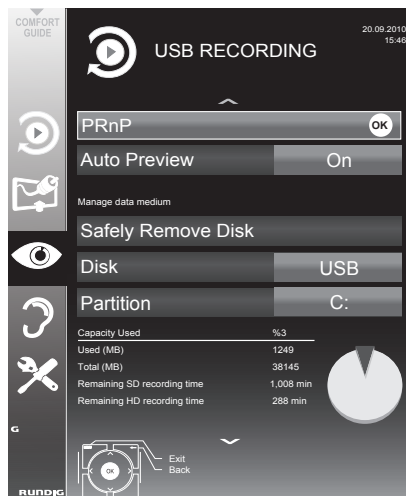 COMFORT
GUIDE
USB RECORDING
20.09.2010
15:46
PRnP
OK
Auto Preview On
Manage data medium
Safely Remove Disk
Disk USB
Partition C:
Capacity Used %3
Used (MB) 1249
Total (MB) 38145
Remaining SD recording time 1,008 min
Remaining HD recording time 288 min
G
RUNDIG
OK
Exit
Back